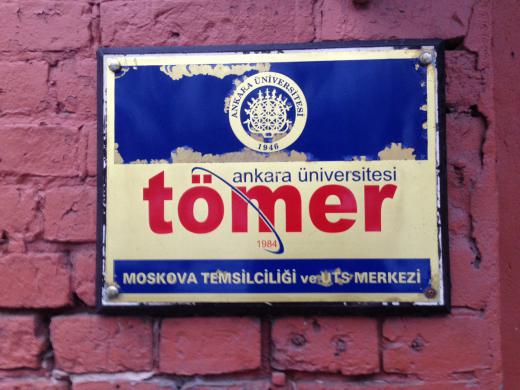 ANKARA ÜNİVERSİTESİ
1946
ankara üniversitesi
tömer
1984
MOSKOVA TEMSİLCİLİĞİ ve UTS MERKEZİ